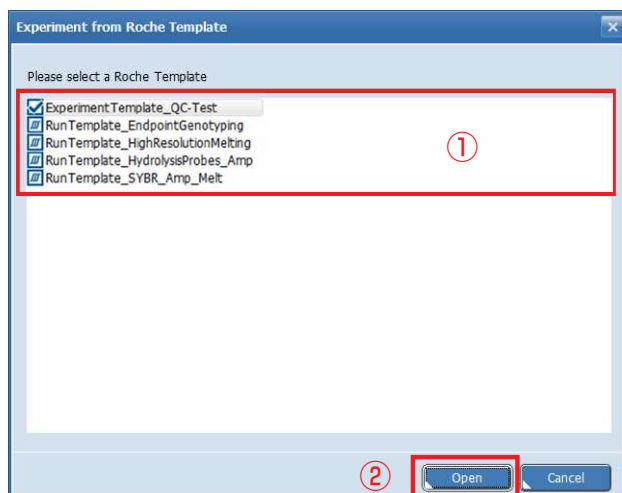 Experiment from Roche Template
Please select a Roche Template
ExperimentTemplate_QC-Test
RunTemplate_EndpointGenotyping
RunTemplate_HighResolutionMelting
RunTemplate_HydrolysisProbes_Amp
RunTemplate_SYBR_Amp_Melt
①
② Open Cancel